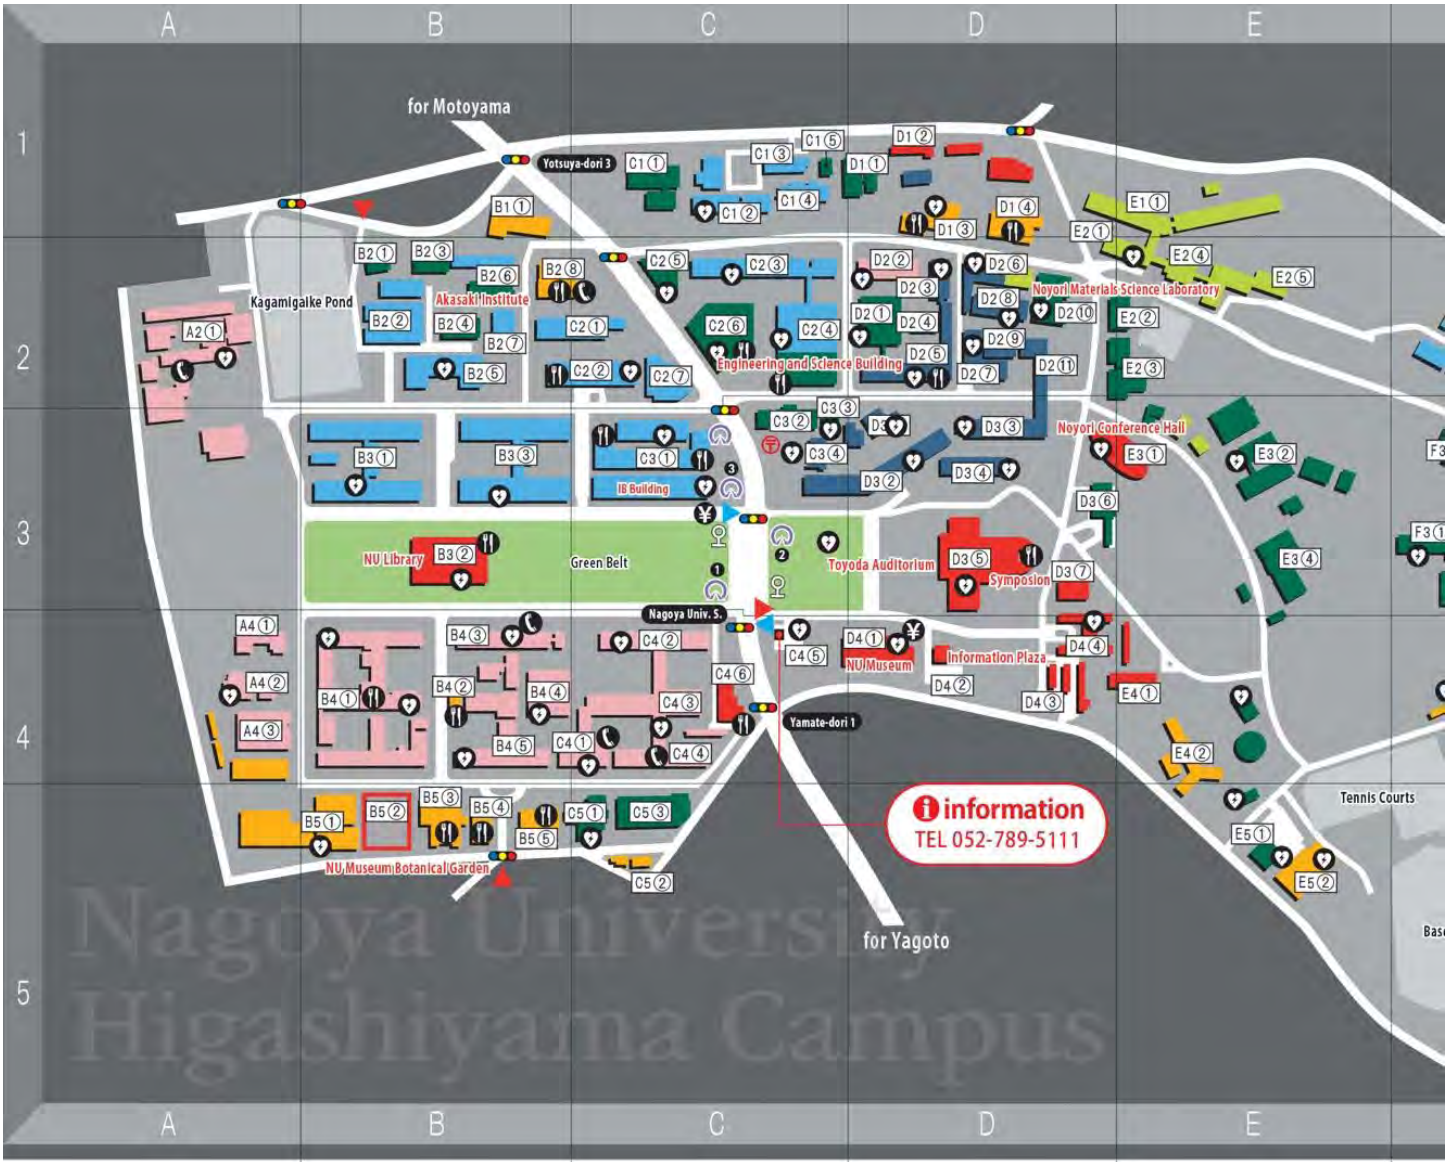 A B C D E
1
for Motoyama
Yotsuya-dori 3
C1① C1③ C1⑤ D1① D1②
C1② C1④
B1① D1③ D1④ E1①
E2①
B2① B2③ B2⑥ B2⑧ C2⑤ C2③ D2② D2⑥ E2④ E2⑤
Kagamigaike Pond
Akasaki Institute
Noyori Materials Science Laboratory
D2③ D2⑧ D2⑩
2
A2① B2② B2④ B2⑦ C2① C2⑥ C2④ D2① D2④ D2⑨ E2②
Engineering and Science Building
B2⑤ C2② C2⑦ D2⑤ D2⑦ D2⑪ E2③
C3② C3③ D3③
Noyori Conference Hall
B3① B3③ C3① C3④ D3② D3④ E3① E3②
IB Building
3
D3⑥
¥
3
NU Library
B3②
Green Belt
1
2
Toyoda Auditorium
D3⑤
Symposion
D3⑦
E3④
F3①
3
Nagoya Univ. S.
A4① B4③ C4② C4⑤ D4① ¥ D4④
NU Museum
Information Plaza
A4② B4① B4② B4④ C4⑥ C4③ D4② D4③ E4①
Yamate-dori 1
4
A4③ B4⑤ C4① C4④ E4②
B5① B5② B5③ B5④ B5⑤ C5① C5③
Tennis Courts
i information
TEL 052-789-5111
E5①
E5②
NU Museum Botanical Garden
C5②
for Yagoto
Nagoya University
Higashiyama Campus
5
A B C D E